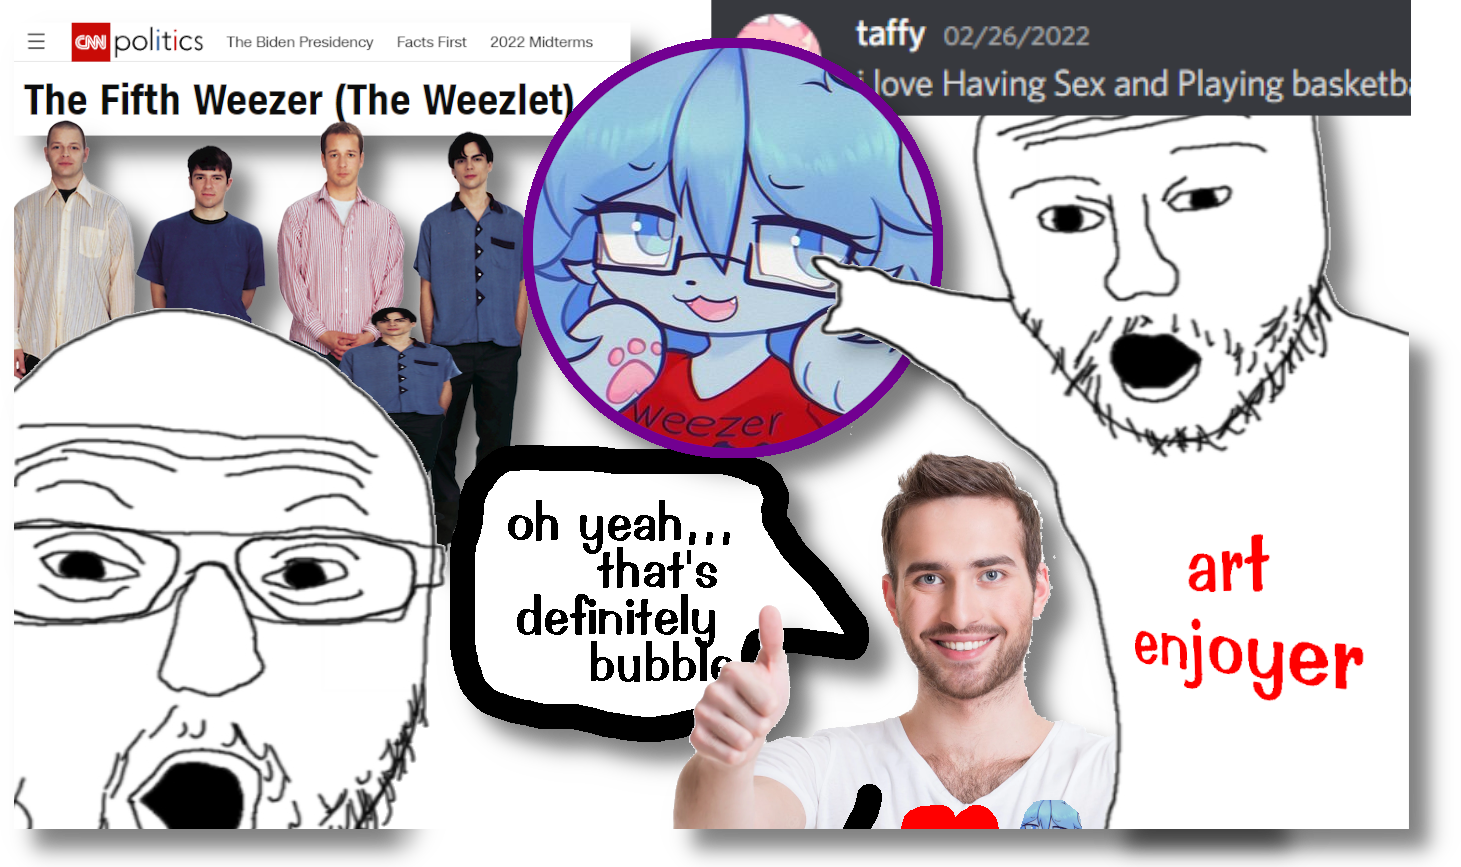 CNN politics The Biden Presidency Facts First 2022 Midterms
The Fifth Weezer (The Weezlet)
taffy 02/26/2022
i love Having Sex and Playing basketba
weezer
oh yeah,,,
that's
definitely
bubble
art
enjoyer